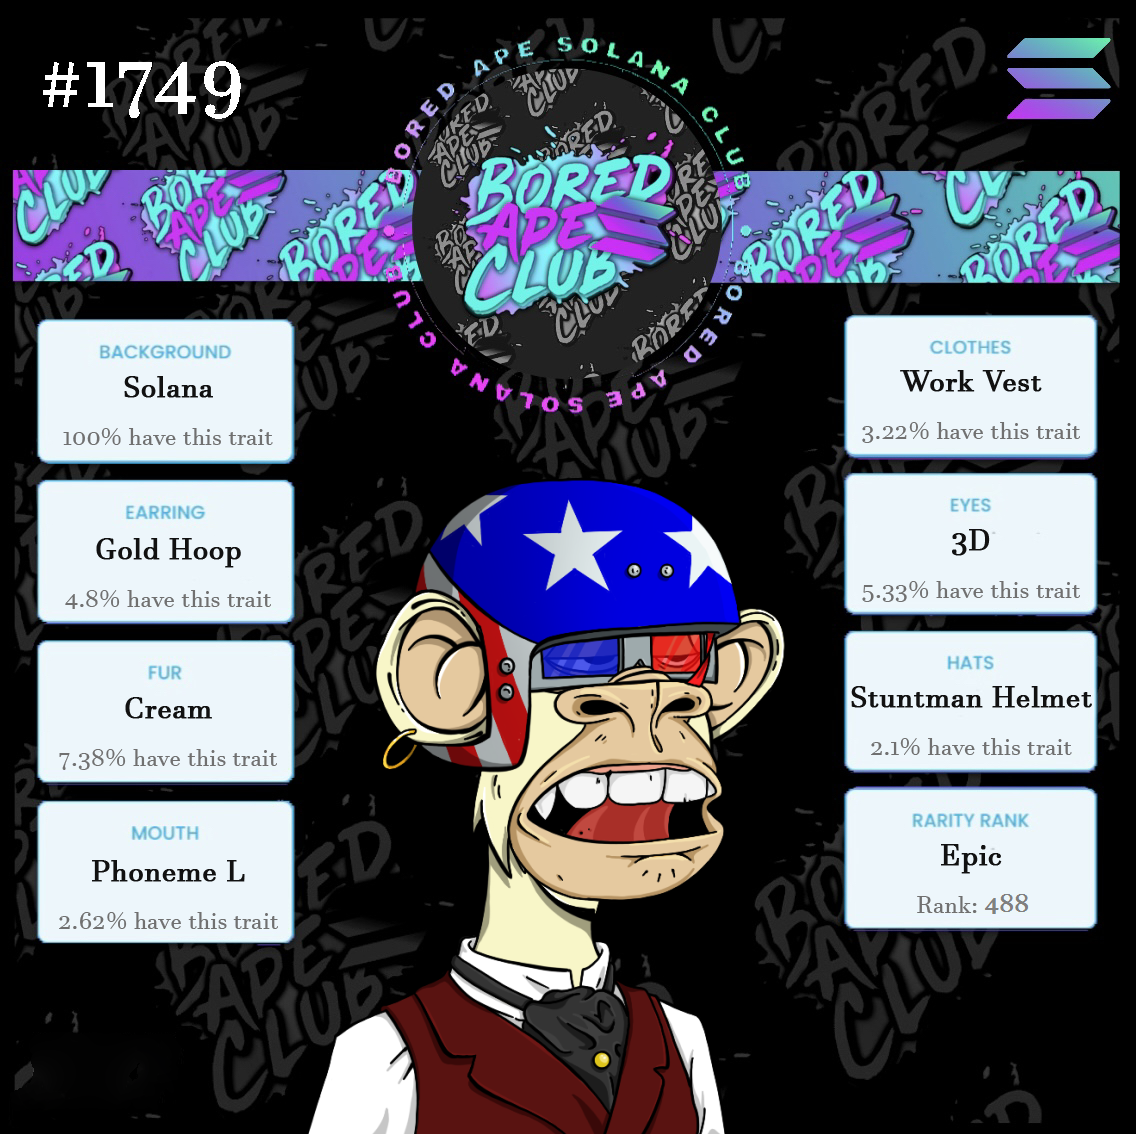 #1749
BORED APE SOLANA CLUB
BORED APE SOLANA CLUB
BORED
APE
CLUB
BACKGROUND
Solana
100% have this trait
EARRING
Gold Hoop
4.8% have this trait
FUR
Cream
7.38% have this trait
MOUTH
Phoneme L
2.62% have this trait
CLOTHES
Work Vest
3.22% have this trait
EYES
3D
5.33% have this trait
HATS
Stuntman Helmet
2.1% have this trait
RARITY RANK
Epic
Rank: 488